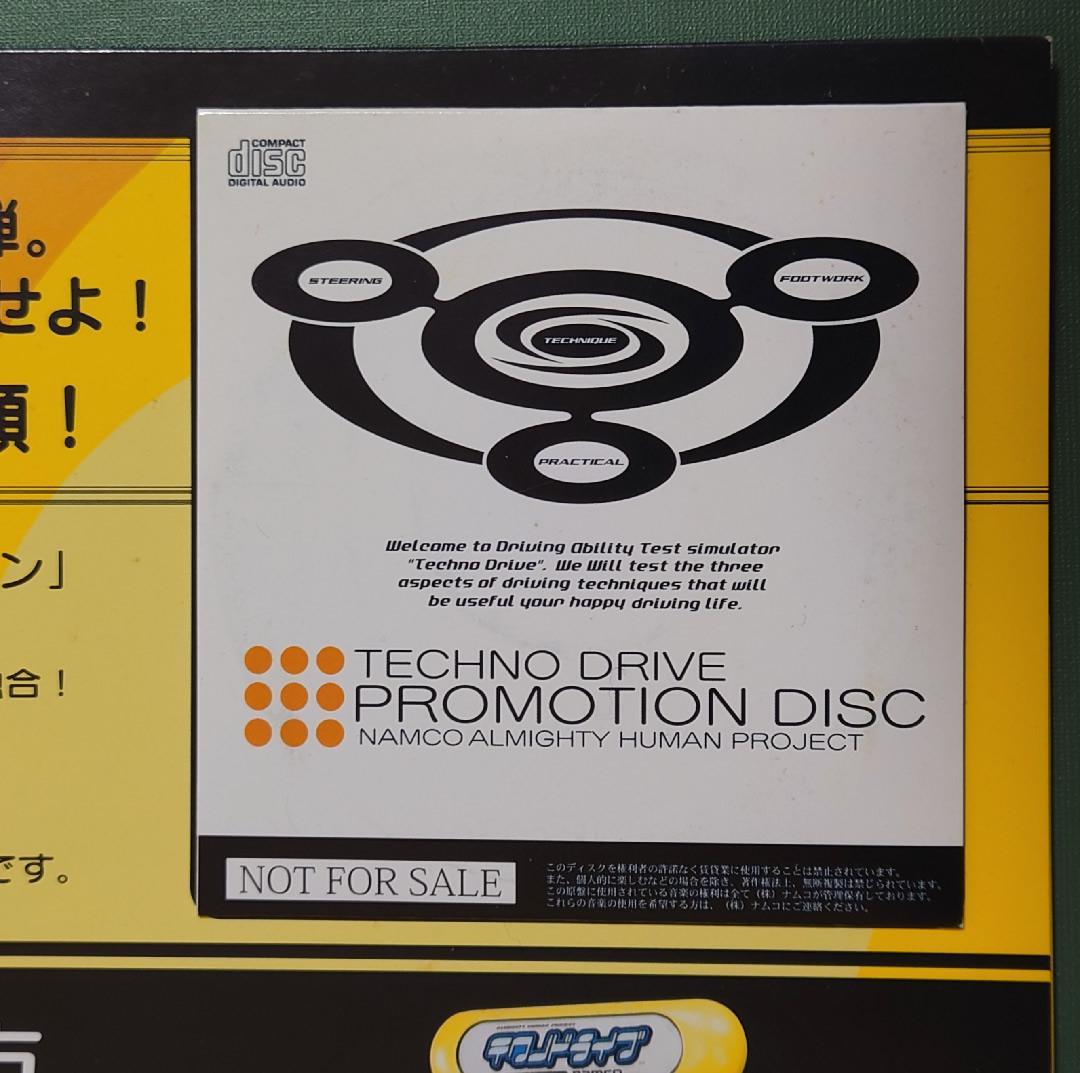 弾。
せよ！
願！
ン」
合！
です。
COMPACT
disc
DIGITAL AUDIO
STEERING
FOOTWORK
TECHNIQUE
PRACTICAL
Welcome to Driving Ability Test simulator
"Techno Drive". We Will test the three
aspects of driving techniques that will
be useful your happy driving life.
TECHNO DRIVE
PROMOTION DISC
NAMCO ALMIGHTY HUMAN PROJECT
NOT FOR SALE
このディスクを権利者の許諾なく賃貸業に使用することは禁止されています。
また、個人的に楽しむなどの場合を除き、著作権法上、無断複製は禁じられています。
この原盤に使用されている音楽の権利は全て（株）ナムコが管理保有しております。
これらの音楽の使用を希望する方は、（株）ナムコにご連絡ください。
ALMIGHTY HUMAN PROJECT
テクノドライブ